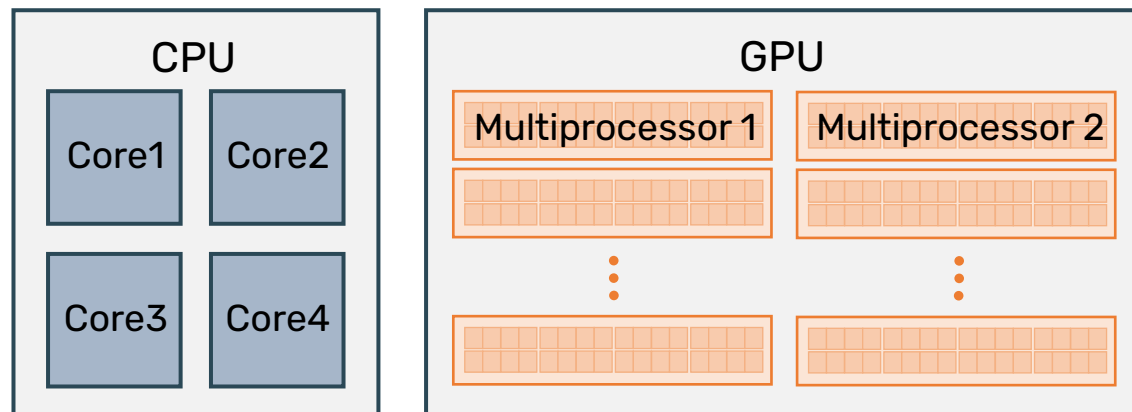 CPU
Core1
Core2
Core3
Core4
GPU
Multiprocessor 1
Multiprocessor 2